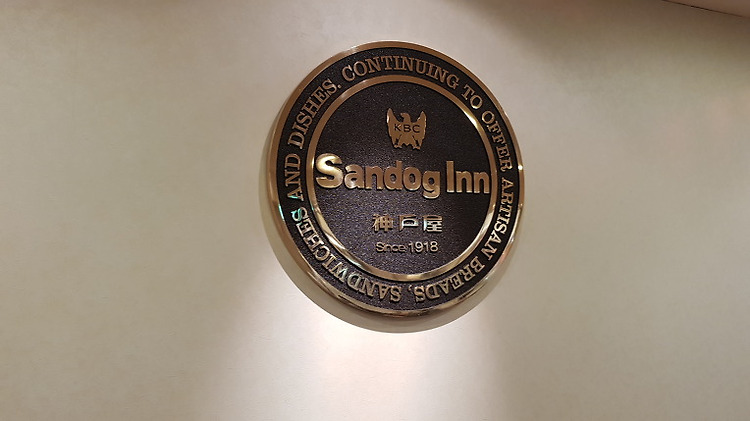 CONTINUING TO OFFER ARTISAN BREADS, SANDWICHES AND DISHES.
KBC
Sandog Inn
神戸屋
Since 1918